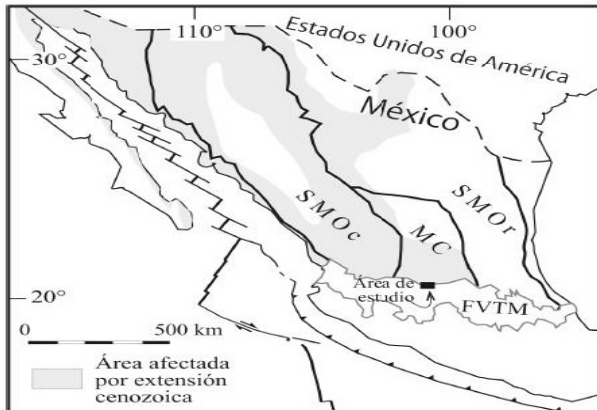 110°
100°
Estados Unidos de América
30°
México
SMOc
MC
SMOr
Área de
estudio
FVTM
20°
0 500 km
Área afectada
por extensión
cenozoica